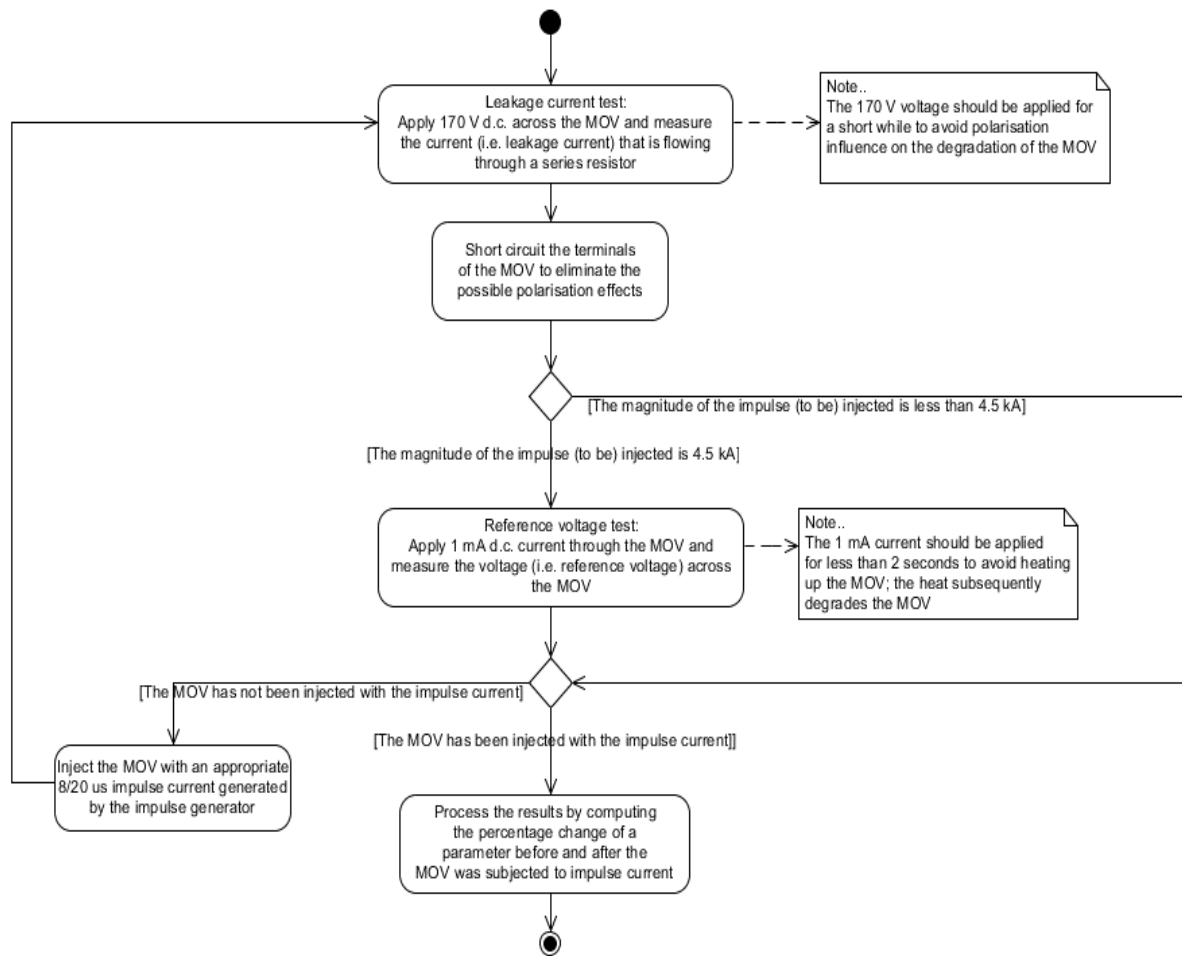 Leakage current test:
Apply 170 V d.c. across the MOV and measure
the current (i.e. leakage current) that is flowing
through a series resistor
Note..
The 170 V voltage should be applied for
a short while to avoid polarisation
influence on the degradation of the MOV
Short circuit the terminals
of the MOV to eliminate the
possible polarisation effects
[The magnitude of the impulse (to be) injected is less than 4.5 kA]
[The magnitude of the impulse (to be) injected is 4.5 kA]
Reference voltage test:
Apply 1 mA d.c. current through the MOV and
measure the voltage (i.e. reference voltage) across
the MOV
Note..
The 1 mA current should be applied
for less than 2 seconds to avoid heating
up the MOV; the heat subsequently
degrades the MOV
[The MOV has not been injected with the impulse current]
[The MOV has been injected with the impulse current]]
Inject the MOV with an appropriate
8/20 us impulse current generated
by the impulse generator
Process the results by computing
the percentage change of a
parameter before and after the
MOV was subjected to impulse current